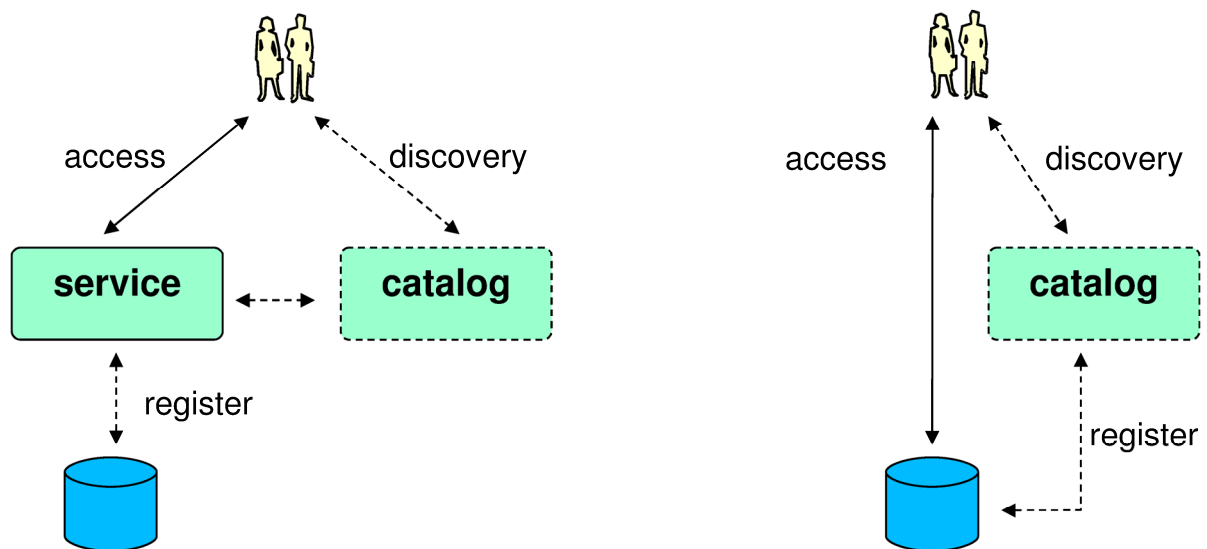 access
discovery
service
catalog
register
access
discovery
catalog
register